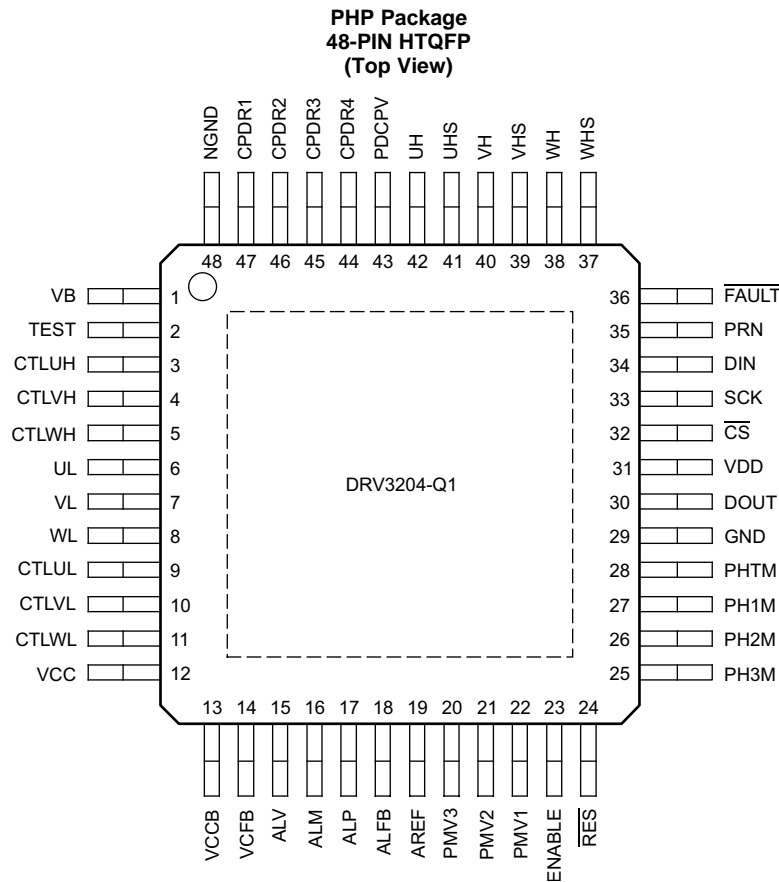 PHP Package
48-PIN HTQFP
(Top View)
NGND
CPDR1
CPDR2
CPDR3
CPDR4
PDCPV
UH
UHS
VH
VHS
WH
WHS
48 47 46 45 44 43 42 41 40 39 38 37
VB 1 36 FAULT
TEST 2 35 PRN
CTLUH 3 34 DIN
CTLVH 4 33 SCK
CTLWH 5 32 CS
UL 6 31 VDD
VL 7 30 DOUT
DRV3204-Q1
WL 8 29 GND
CTLUL 9 28 PHTM
CTLVL 10 27 PH1M
CTLWL 11 26 PH2M
VCC 12 25 PH3M
13 14 15 16 17 18 19 20 21 22 23 24
VCCB
VCFB
ALV
ALM
ALP
ALFB
AREF
PMV3
PMV2
PMV1
ENABLE
RES